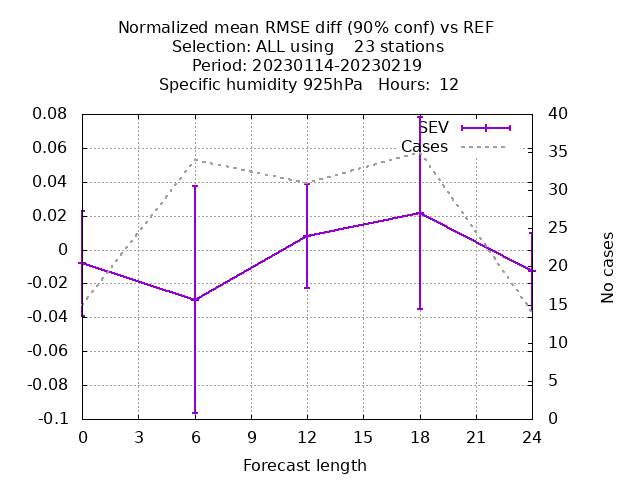 Normalized mean RMSE diff (90% conf) vs REF
Selection: ALL using    23 stations
Period: 20230114-20230219
Specific humidity 925hPa   Hours:  12
SEV
Cases
0.08
0.06
0.04
0.02
0
-0.02
-0.04
-0.06
-0.08
-0.1
40
35
30
25
20
15
10
5
0
No cases
0 3 6 9 12 15 18 21 24
Forecast length